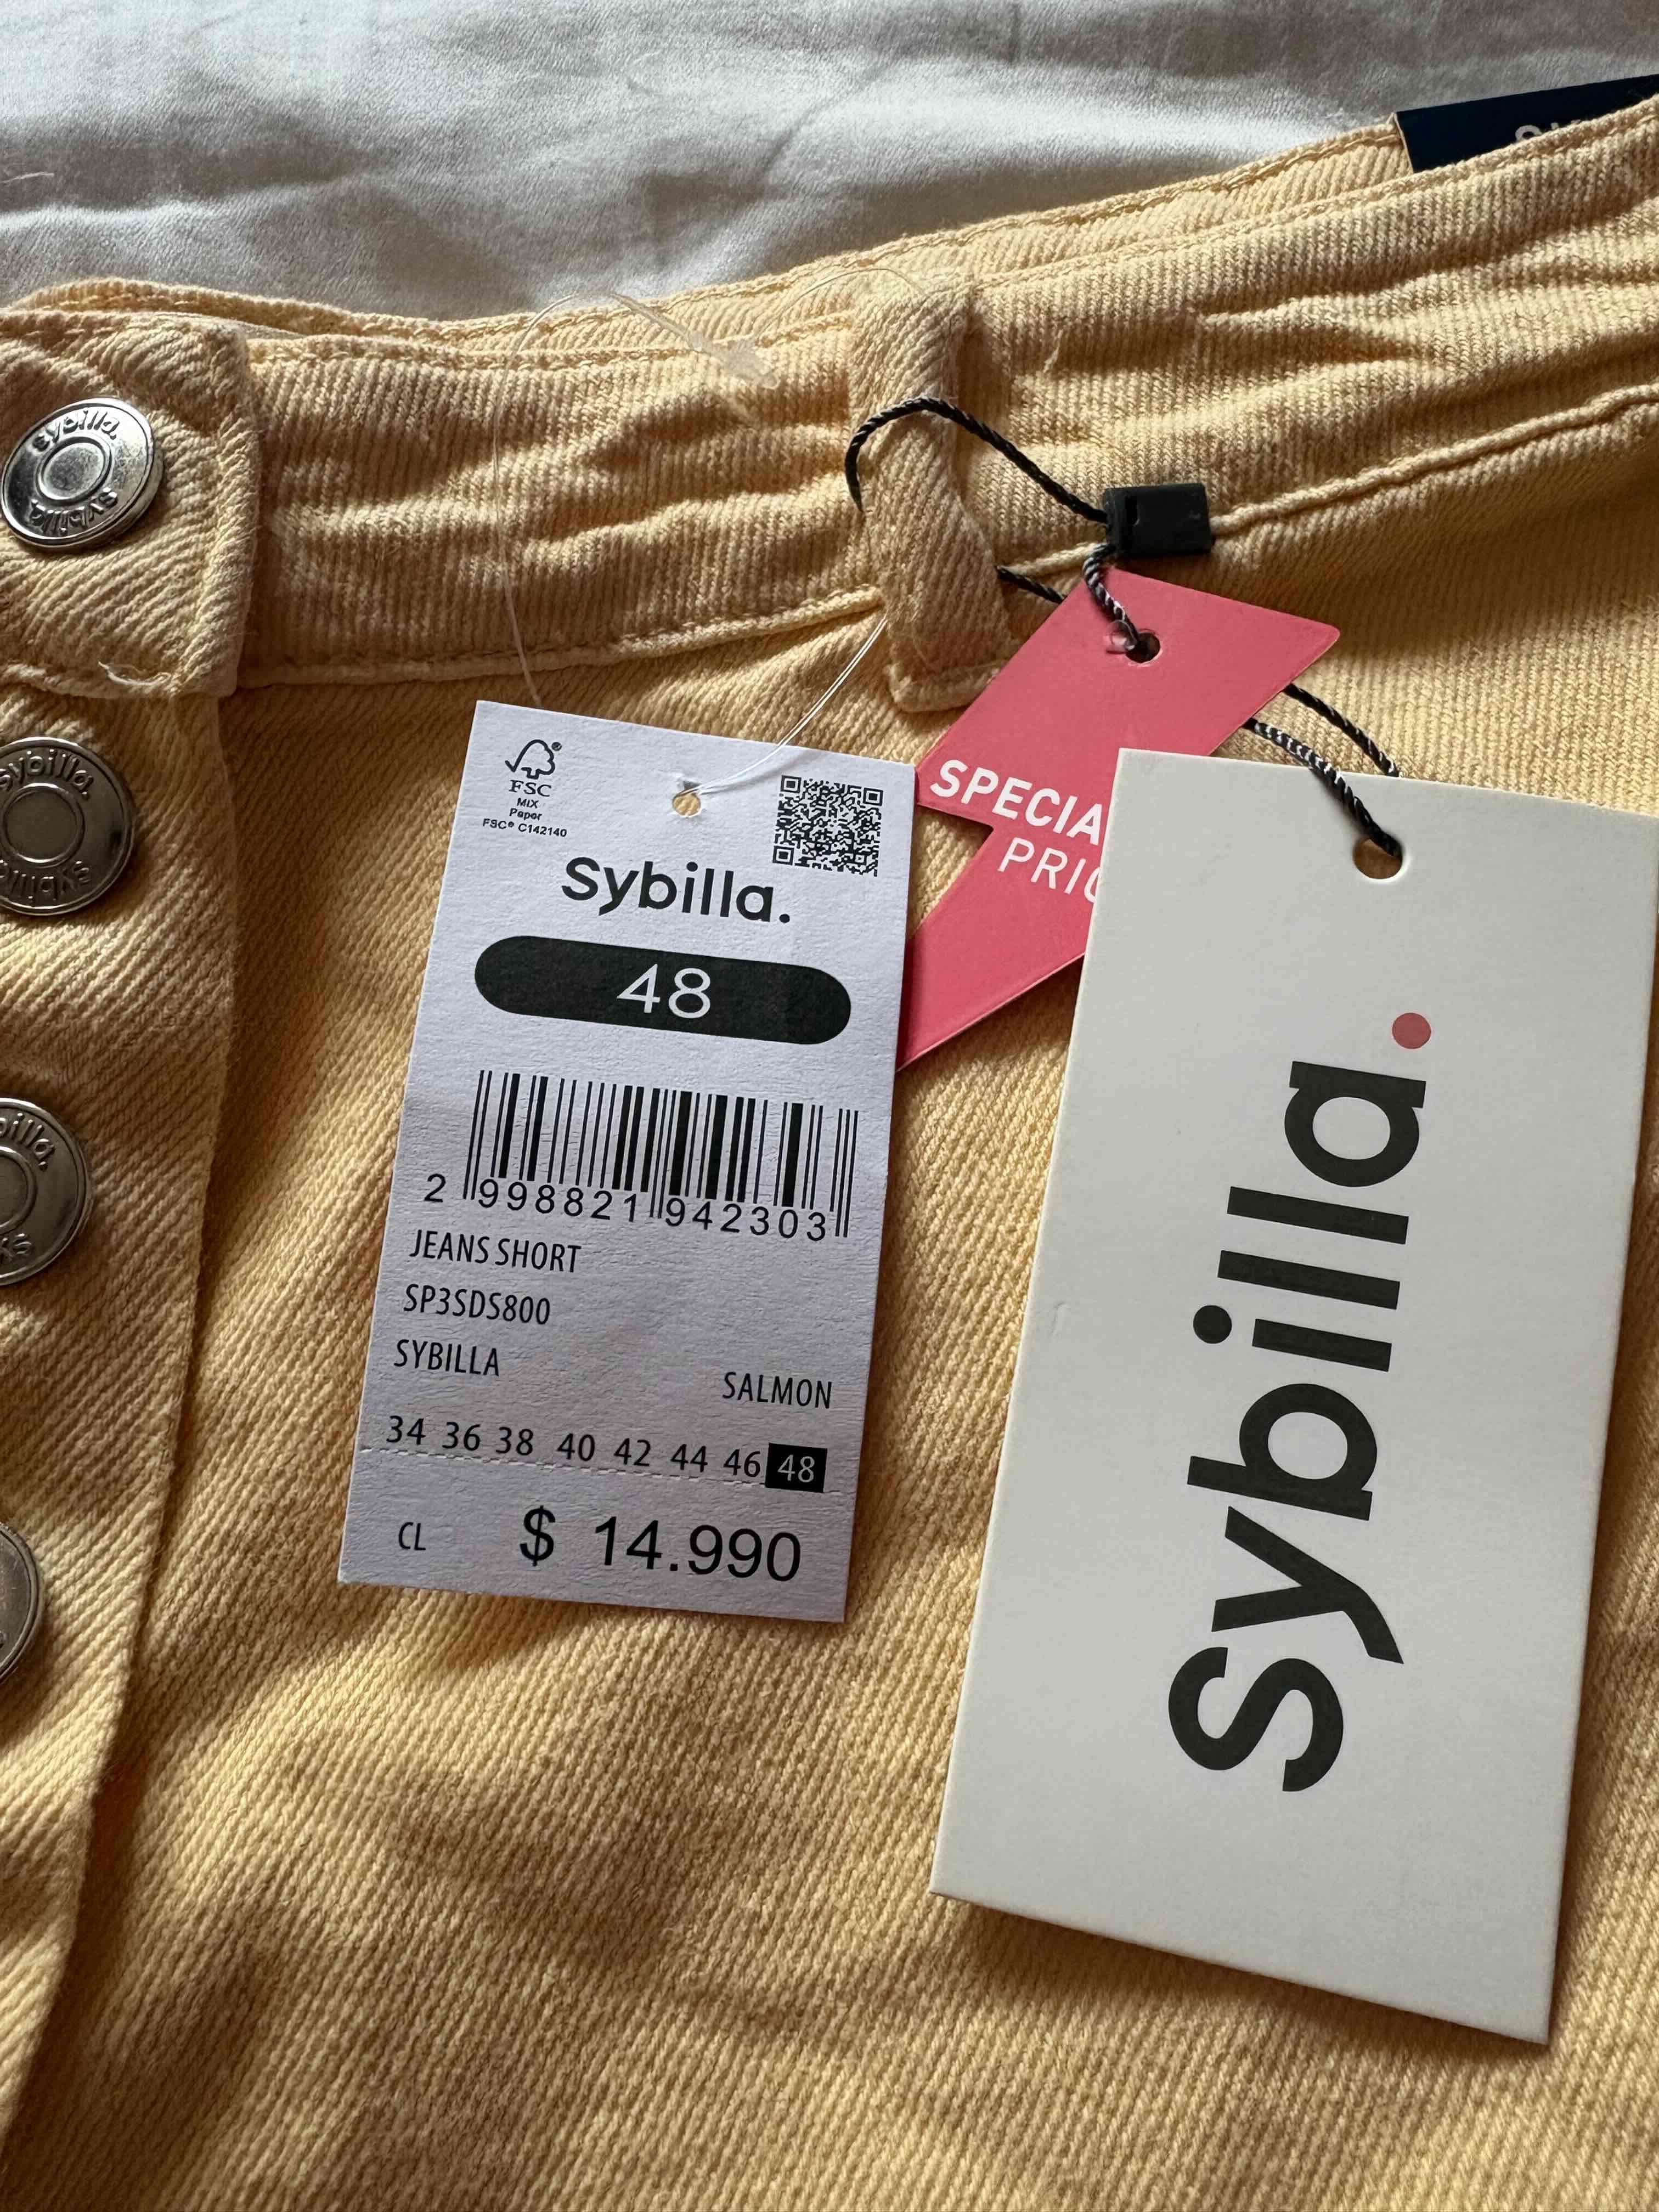 sybilla.
sybilla.
sybilla.
FSC®
MIX
Paper
FSC® C142140
Sybilla.
48
2 998821 942303
JEANS SHORT
SP3SDS800
SYBILLA
SALMON
34 36 38 40 42 44 46 48
CL $ 14.990
SPECIA
PRIC
Sybilla.